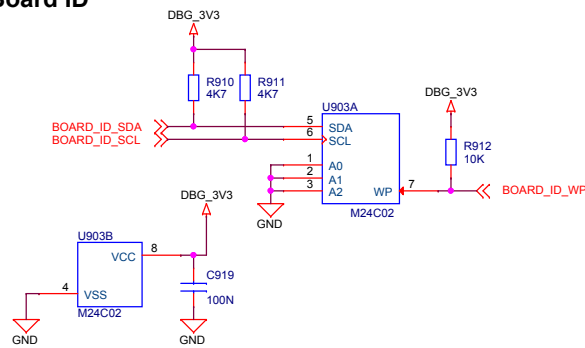 Board ID
DBG_3V3
R910
4K7
R911
4K7
BOARD_ID_SDA
BOARD_ID_SCL
U903A
5
6
SDA
SCL
1
2
3
A0
A1
A2
WP
7
M24C02
GND
DBG_3V3
R912
10K
BOARD_ID_WP
DBG_3V3
U903B
VCC
8
4
VSS
M24C02
C919
100N
GND
GND